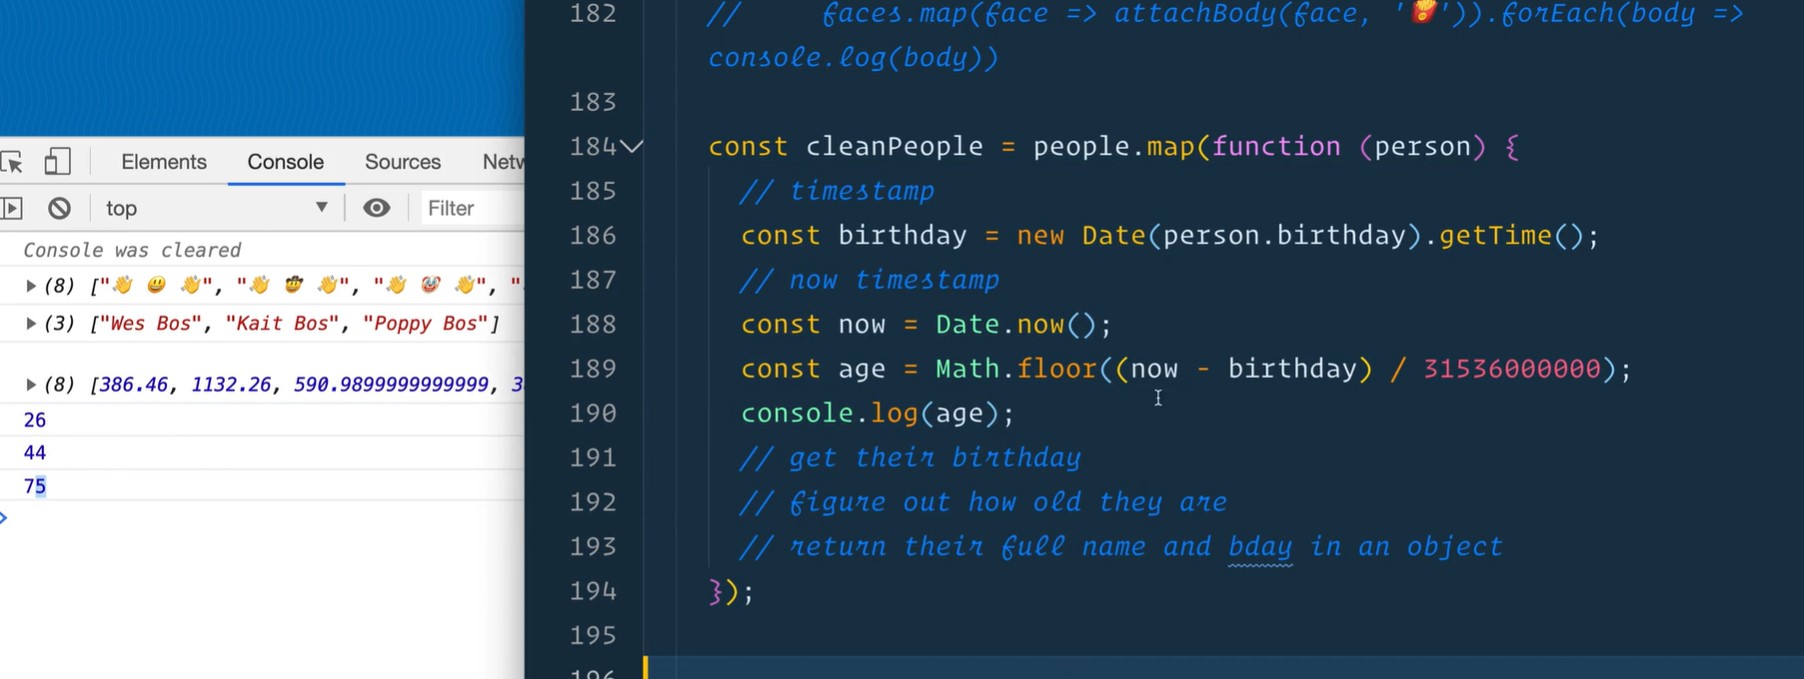 182 //     faces.map(face => attachBody(face, '🍟')).forEach(body =>
console.log(body))
183
184 const cleanPeople = people.map(function (person) {
185 // timestamp
186 const birthday = new Date(person.birthday).getTime();
187 // now timestamp
188 const now = Date.now();
189 const age = Math.floor((now - birthday) / 31536000000);
190 console.log(age);
191 // get their birthday
192 // figure out how old they are
193 // return their full name and bday in an object
194 });
195
196
Elements Console Sources Netw
top Filter
Console was cleared
(8) ["👋 😃 👋", "👋 🤠 👋", "👋 🤡 👋", "
(3) ["Wes Bos", "Kait Bos", "Poppy Bos"]
(8) [386.46, 1132.26, 590.9899999999999, 3
26
44
75